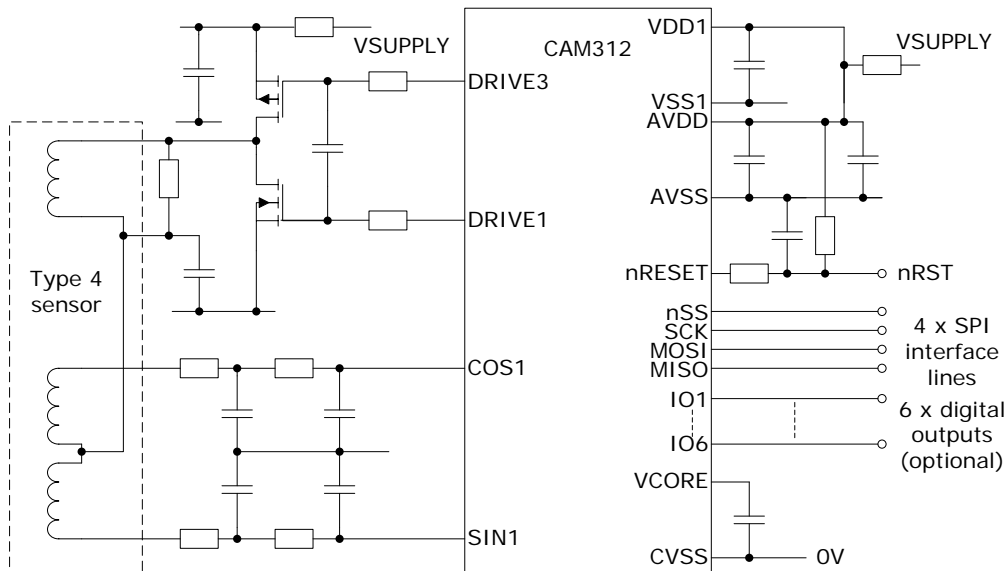 VSUPPLY
CAM312
VDD1
VSUPPLY
DRIVE3
VSS1
AVDD
AVSS
DRIVE1
Type 4
sensor
nRESET
nRST
nSS
SCK
MOSI
MISO
4 x SPI
interface
lines
COS1
IO1
IO6
6 x digital
outputs
(optional)
VCORE
SIN1
CVSS
0V